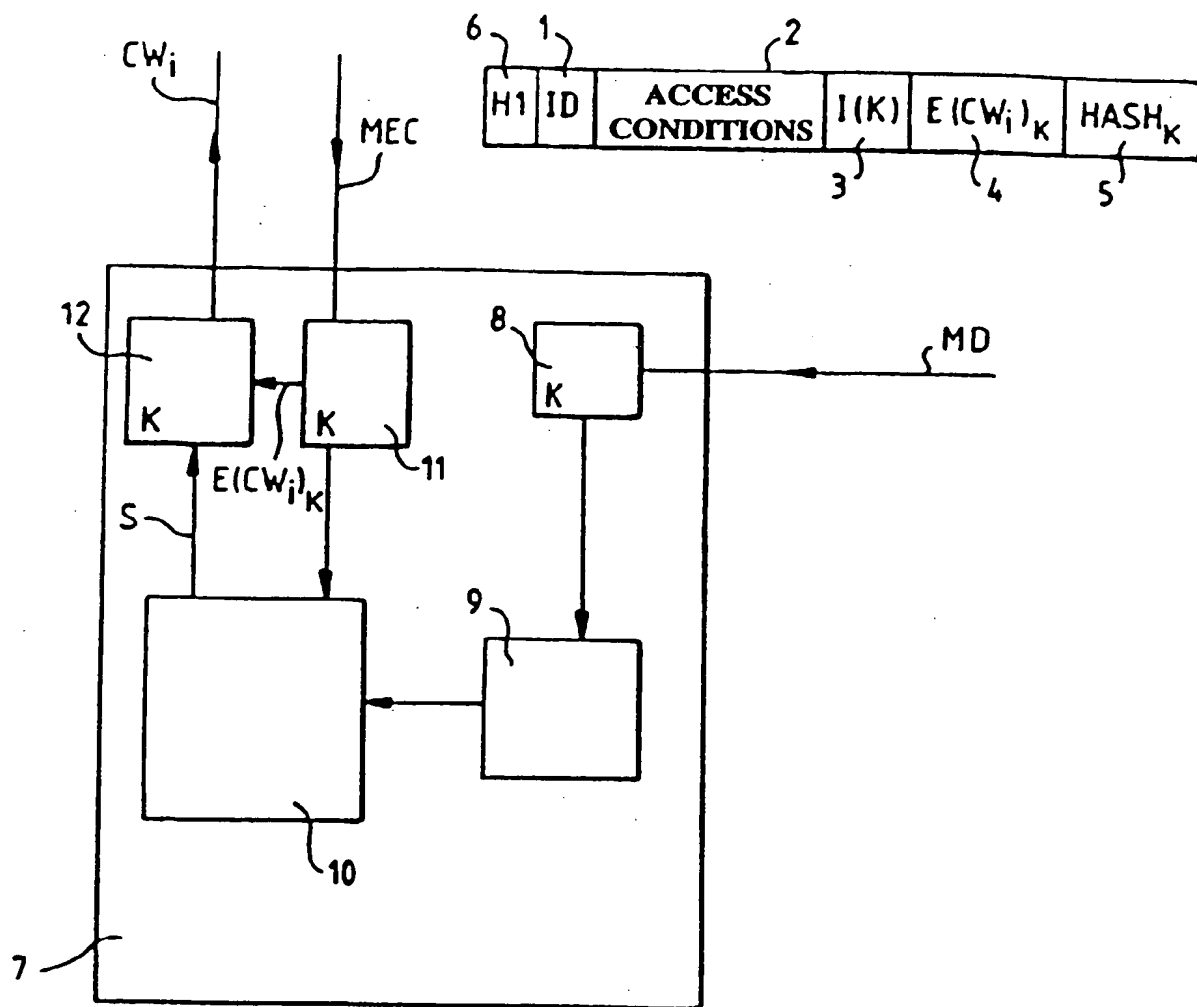 6 1 2
H1 ID ACCESS CONDITIONS I(K) E(CWi)K HASHK
3 4 5
CWi
MEC
12
K
K
11
E(CWi)K
8
K
MD
S
9
10
7